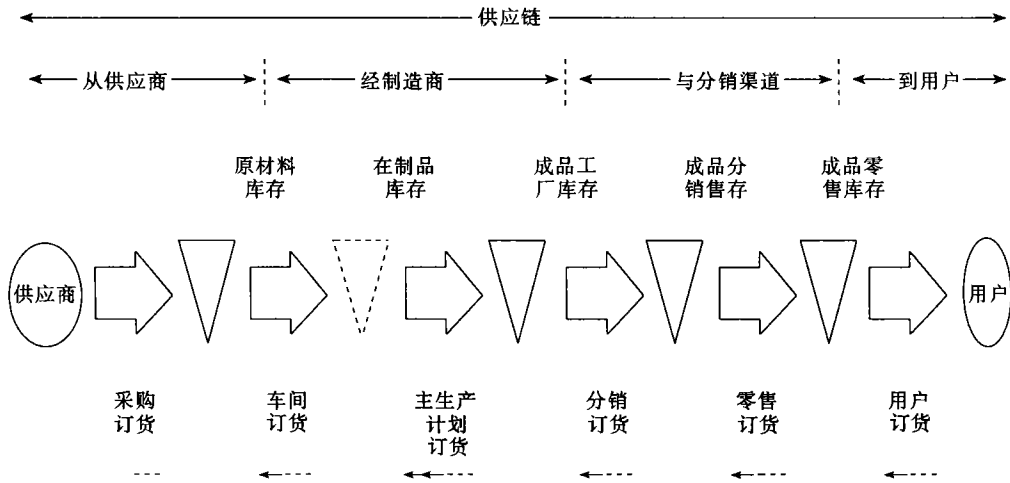 供应链
从供应商
经制造商
与分销渠道
到用户
原材料
库存
在制品
库存
成品工
厂库存
成品分
销售存
成品零
售库存
供应商
用户
采购
订货
车间
订货
主生产
计划
订货
分销
订货
零售
订货
用户
订货